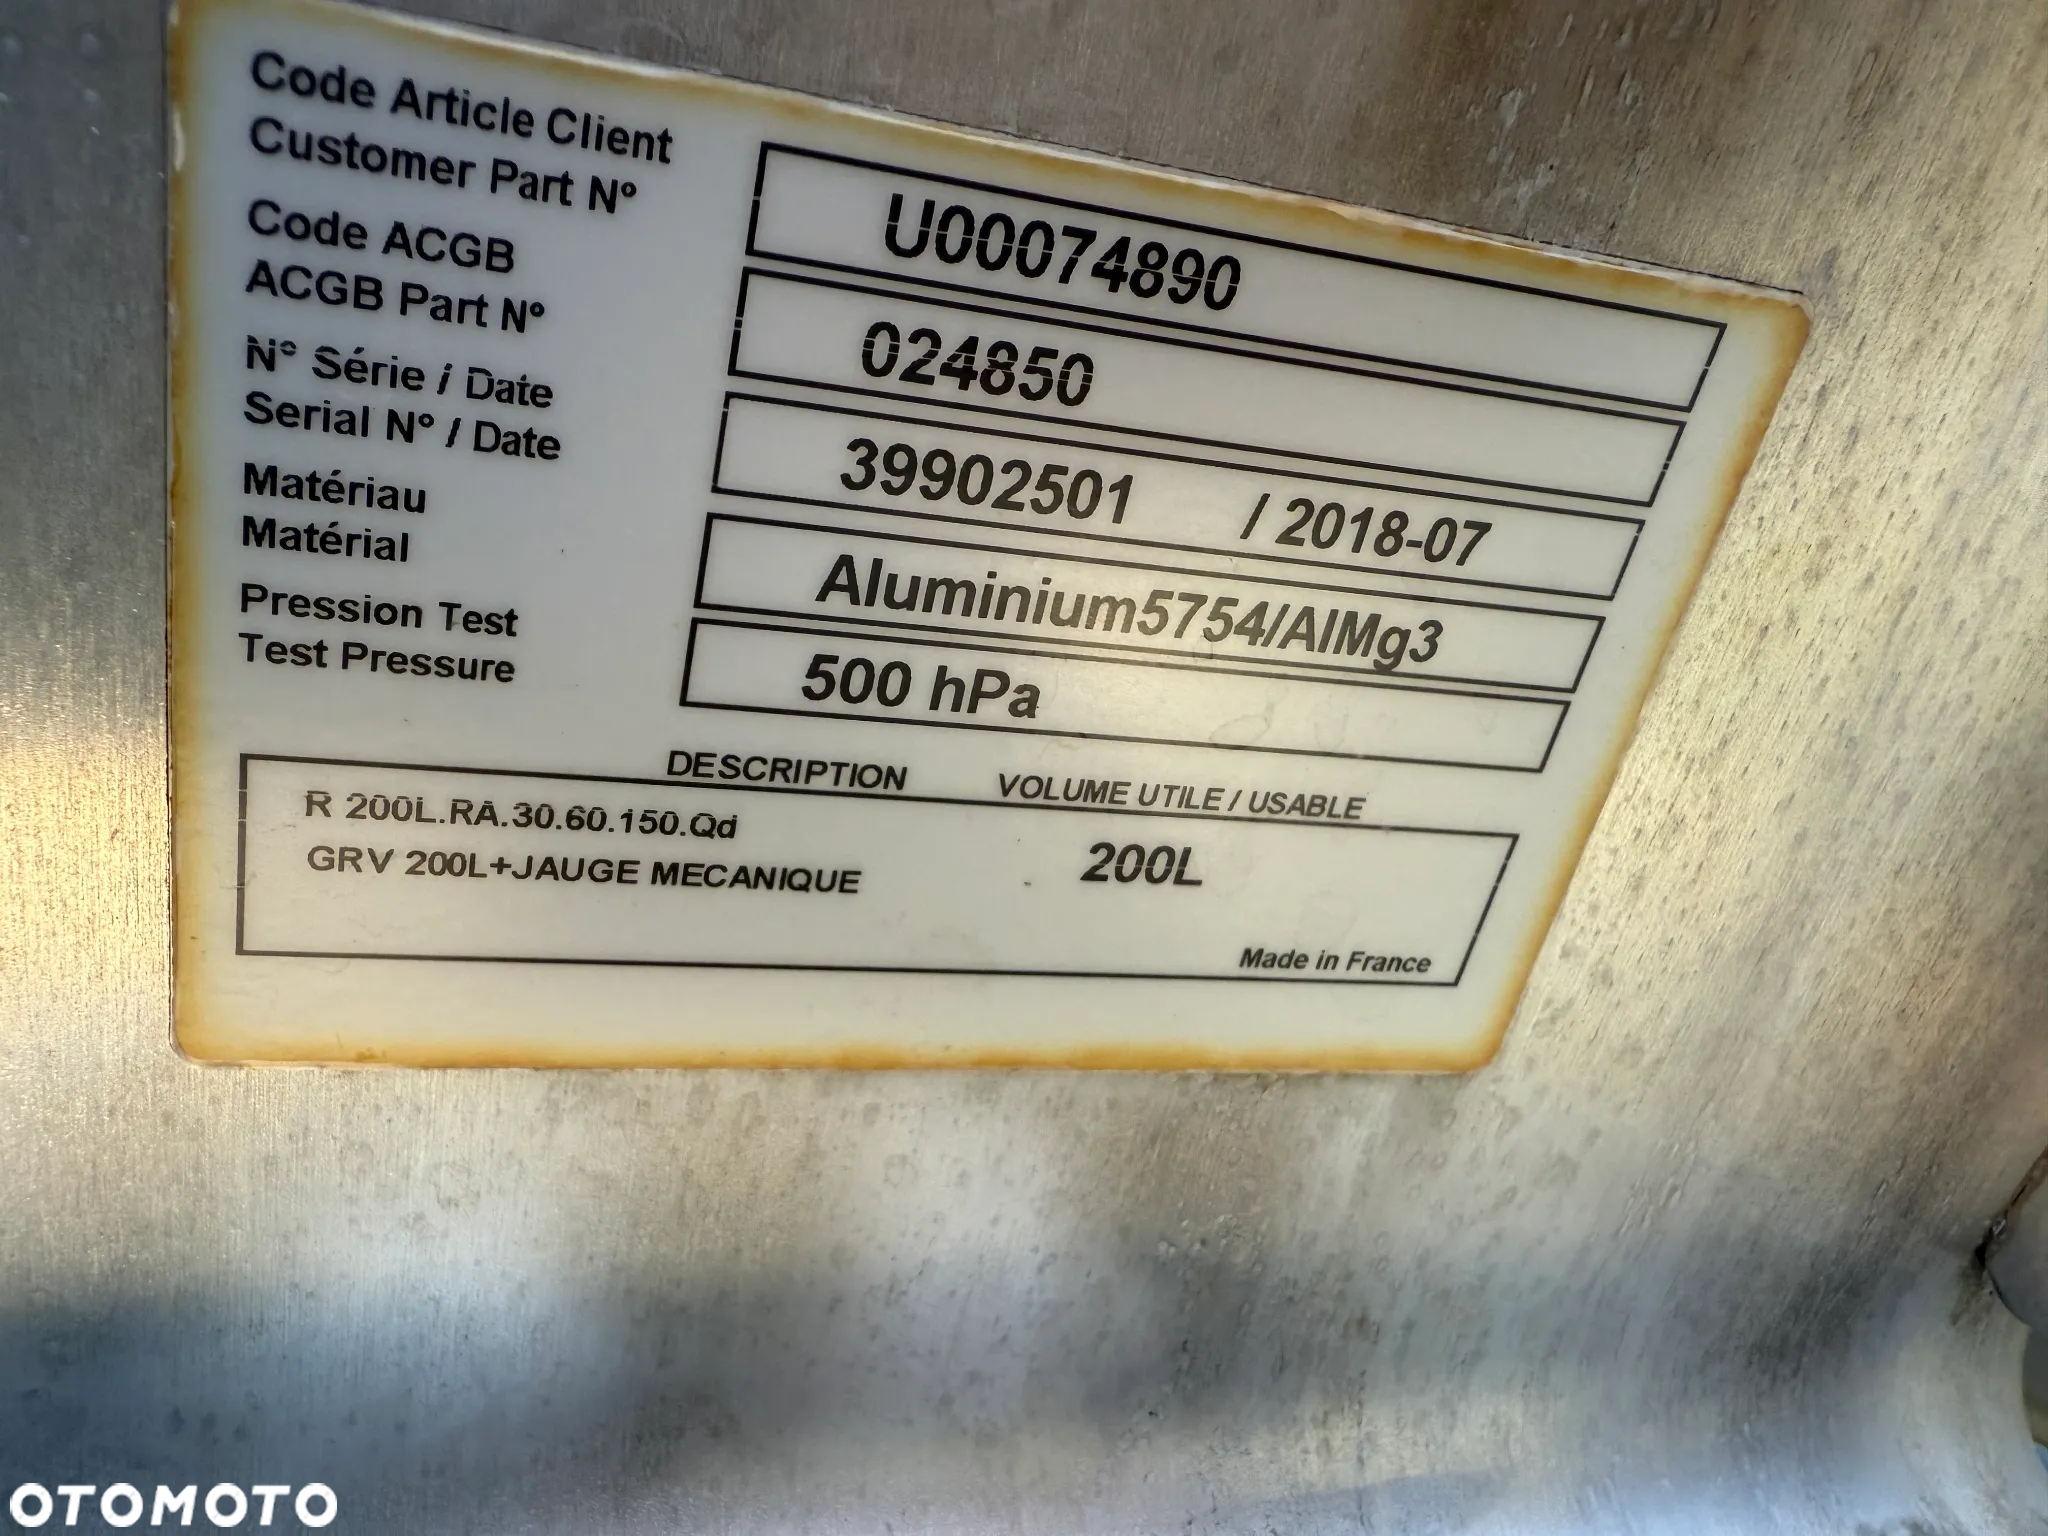 Code Article Client
Customer Part N°
U00074890
Code ACGB
ACGB Part N°
024850
N° Série / Date
Serial N° / Date
39902501 / 2018-07
Matériau
Matérial
Aluminium5754/AlMg3
Pression Test
Test Pressure
500 hPa
DESCRIPTION VOLUME UTILE / USABLE
R 200L.RA.30.60.150.Qd
GRV 200L+JAUGE MECANIQUE 200L
Made in France
OTOMOTO